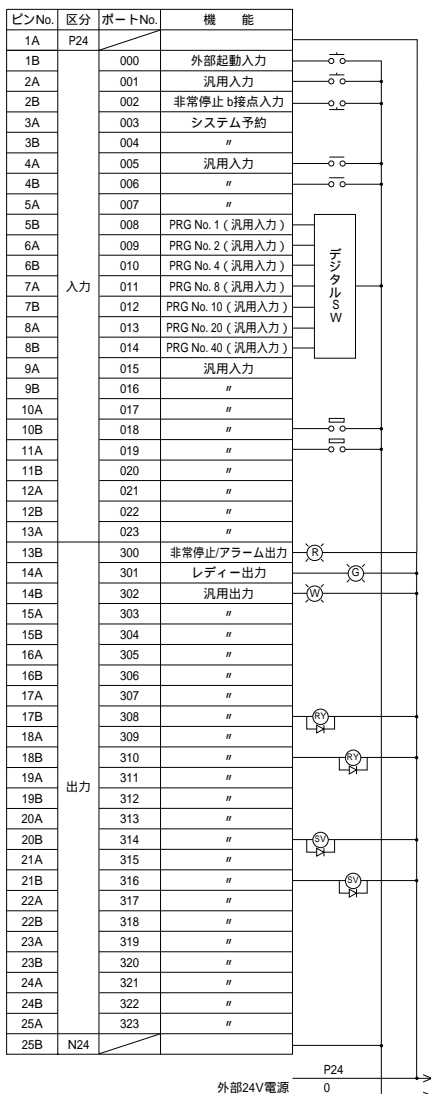 ピンNo. 区分 ポートNo. 機 能
1A P24
1B 000 外部起動入力
2A 001 汎用入力
2B 002 非常停止 b接点入力
3A 003 システム予約
3B 004 〃
4A 005 汎用入力
4B 006 〃
5A 007 〃
5B 008 PRG No. 1(汎用入力)
6A 009 PRG No. 2(汎用入力)
6B 010 PRG No. 4(汎用入力)
7A 入力 011 PRG No. 8(汎用入力)
7B 012 PRG No. 10(汎用入力)
8A 013 PRG No. 20(汎用入力)
8B 014 PRG No. 40(汎用入力)
デジタルSW
9A 015 汎用入力
9B 016 〃
10A 017 〃
10B 018 〃
11A 019 〃
11B 020 〃
12A 021 〃
12B 022 〃
13A 023 〃
13B 300 非常停止/アラーム出力 R
14A 301 レディー出力 G
14B 302 汎用出力 W
15A 303 〃
15B 304 〃
16A 305 〃
16B 306 〃
17A 307 〃
17B 308 〃 RY
18A 309 〃
18B 310 〃 RY
19A 出力 311 〃
19B 312 〃
20A 313 〃
20B 314 〃 SV
21A 315 〃
21B 316 〃 SV
22A 317 〃
22B 318 〃
23A 319 〃
23B 320 〃
24A 321 〃
24B 322 〃
25A 323 〃
25B N24
P24
外部24V電源 0